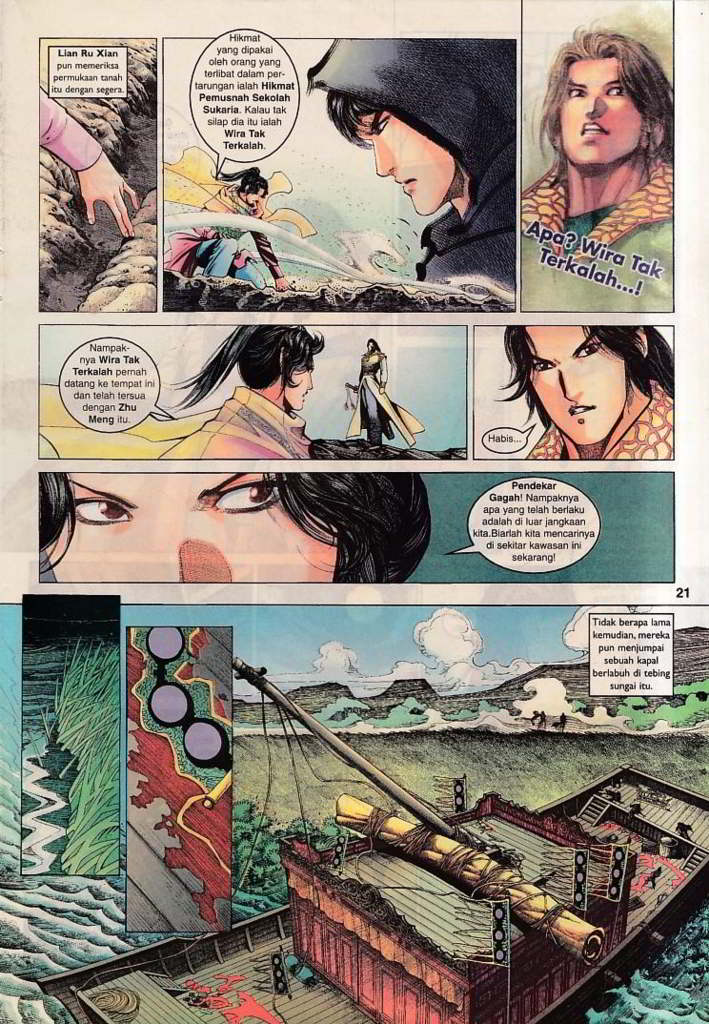 Lian Ru Xian
pun memeriksa
permukaan tanah
itu dengan segera.
Hikmat
yang dipakai
oleh orang yang
terlibat dalam per-
tarungan ialah Hikmat
Pemusnah Sekolah
Sukaria. Kalau tak
silap dia itu ialah
Wira Tak
Terkalah.
Apa? Wira Tak
Terkalah...!
Nampak-
nya Wira Tak
Terkalah pernah
datang ke tempat ini
dan telah tersua
dengan Zhu
Meng itu.
Habis...
Pendekar
Gagah! Nampaknya
apa yang telah berlaku
adalah di luar jangkaan
kita.Biarlah kita mencarinya
di sekitar kawasan ini
sekarang!
21
Tidak berapa lama
kemudian, mereka
pun menjumpai
sebuah kapal
berlabuh di tebing
sungai itu.